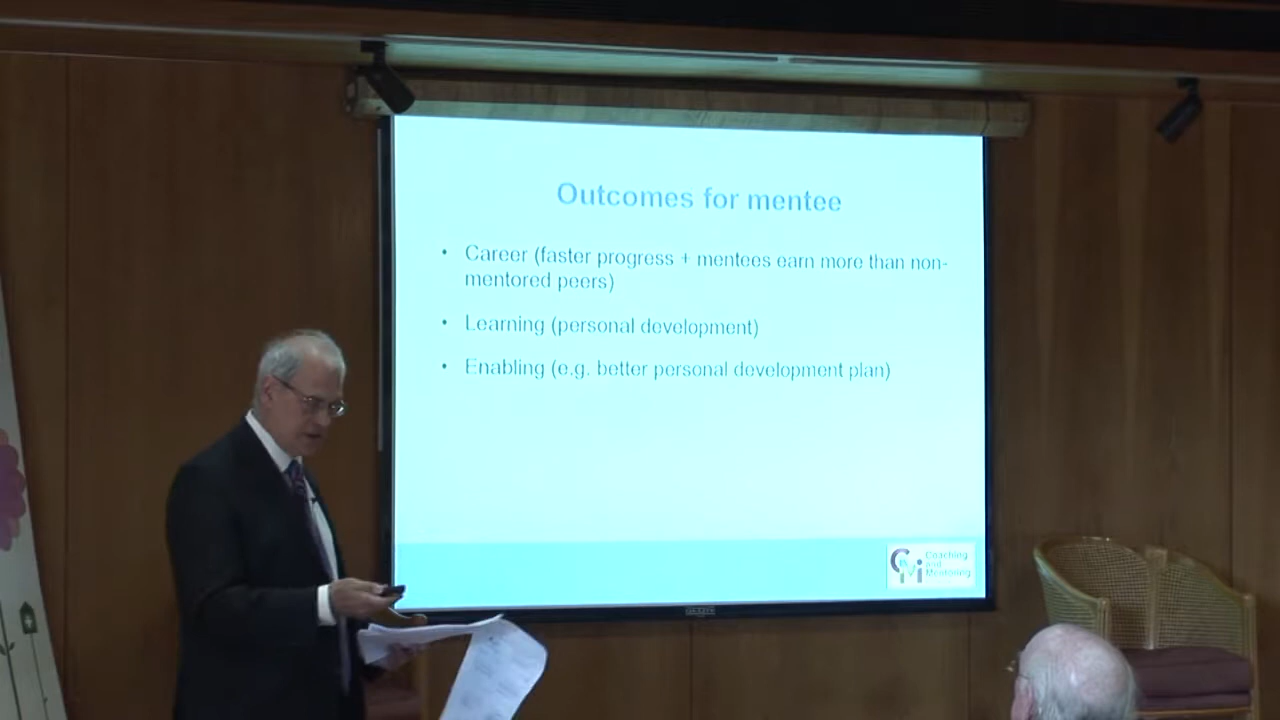 Outcomes for mentee
• Career (faster progress + mentees earn more than non-
mentored peers)
• Learning (personal development)
• Enabling (e.g. better personal development plan)
Coaching
and
Mentoring